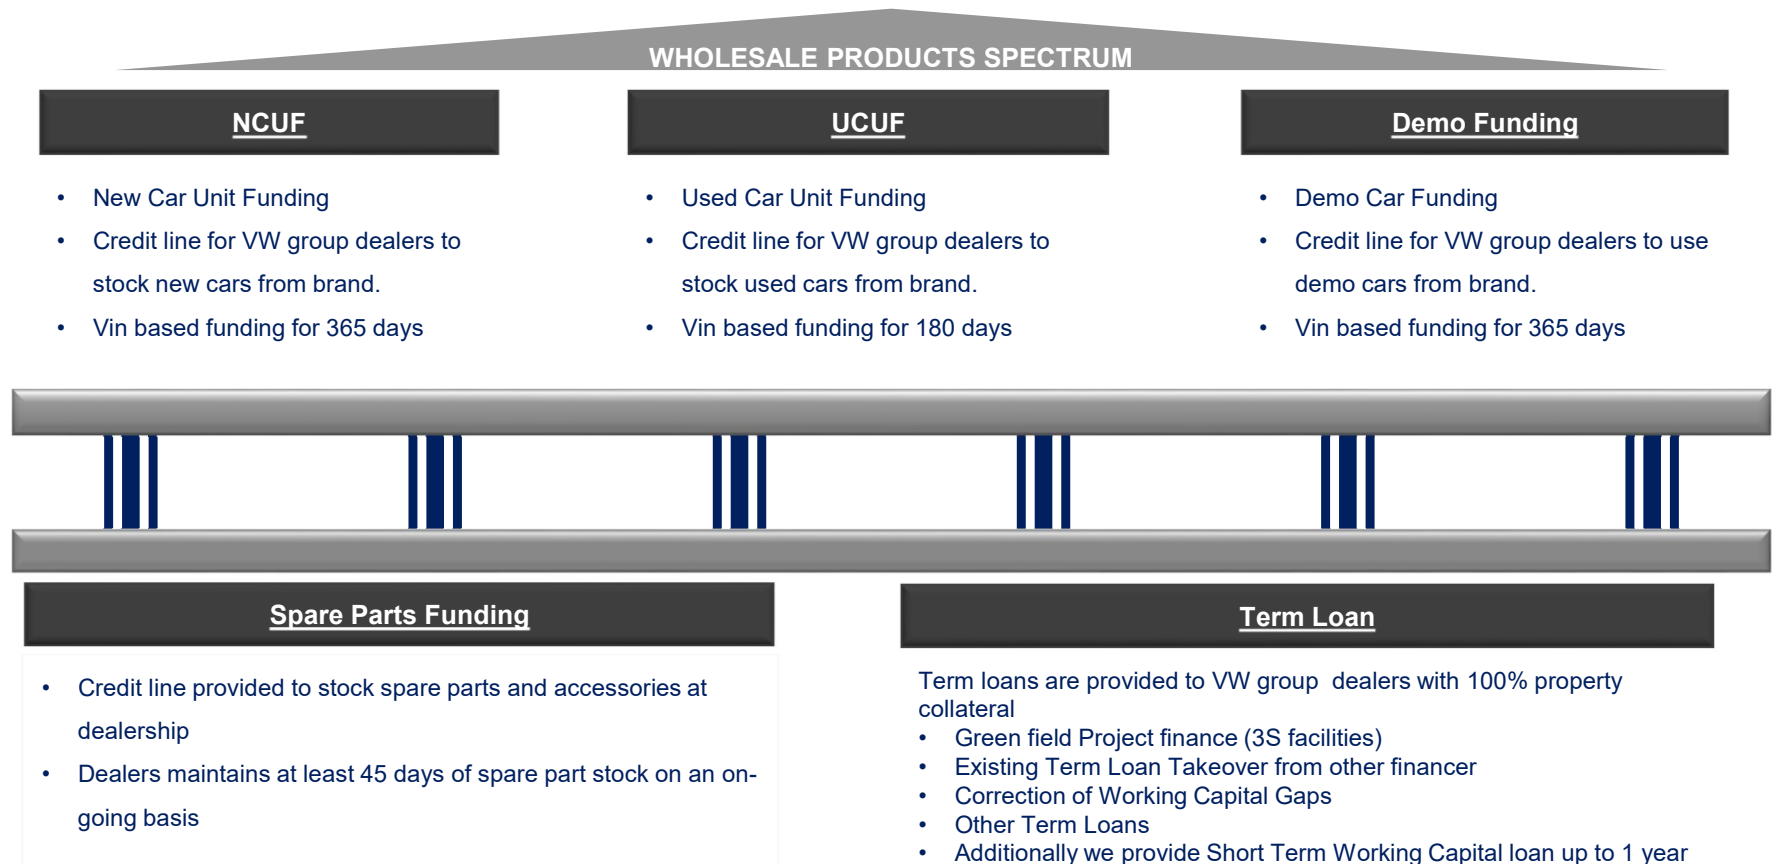 WHOLESALE PRODUCTS SPECTRUM
NCUF
• New Car Unit Funding
• Credit line for VW group dealers to
stock new cars from brand.
• Vin based funding for 365 days
UCUF
• Used Car Unit Funding
• Credit line for VW group dealers to
stock used cars from brand.
• Vin based funding for 180 days
Demo Funding
• Demo Car Funding
• Credit line for VW group dealers to use
demo cars from brand.
• Vin based funding for 365 days
Spare Parts Funding
• Credit line provided to stock spare parts and accessories at
dealership
• Dealers maintains at least 45 days of spare part stock on an on-
going basis
Term Loan
Term loans are provided to VW group  dealers with 100% property
collateral
• Green field Project finance (3S facilities)
• Existing Term Loan Takeover from other financer
• Correction of Working Capital Gaps
• Other Term Loans
• Additionally we provide Short Term Working Capital loan up to 1 year